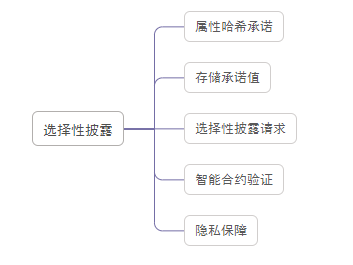 属性哈希承诺
存储承诺值
选择性披露
选择性披露请求
智能合约验证
隐私保障